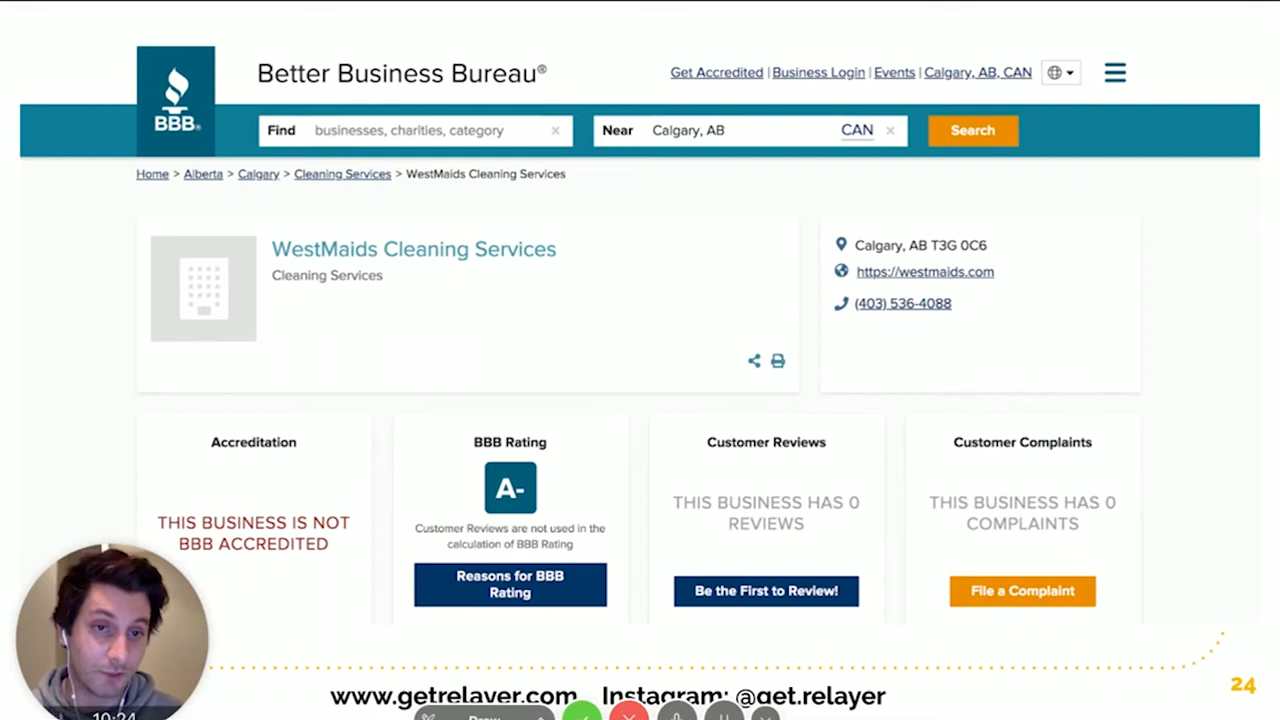 Better Business Bureau®
Get Accredited | Business Login | Events | Calgary, AB, CAN
BBB®
Find businesses, charities, category ×
Near Calgary, AB CAN ×
Search
Home > Alberta > Calgary > Cleaning Services > WestMaids Cleaning Services
WestMaids Cleaning Services
Cleaning Services
Calgary, AB T3G 0C6
https://westmaids.com
(403) 536-4088
Accreditation
THIS BUSINESS IS NOT
BBB ACCREDITED
BBB Rating
A-
Customer Reviews are not used in the
calculation of BBB Rating
Reasons for BBB
Rating
Customer Reviews
THIS BUSINESS HAS 0
REVIEWS
Be the First to Review!
Customer Complaints
THIS BUSINESS HAS 0
COMPLAINTS
File a Complaint
www.getrelayer.com Instagram: @get.relayer
24
10:24
Draw